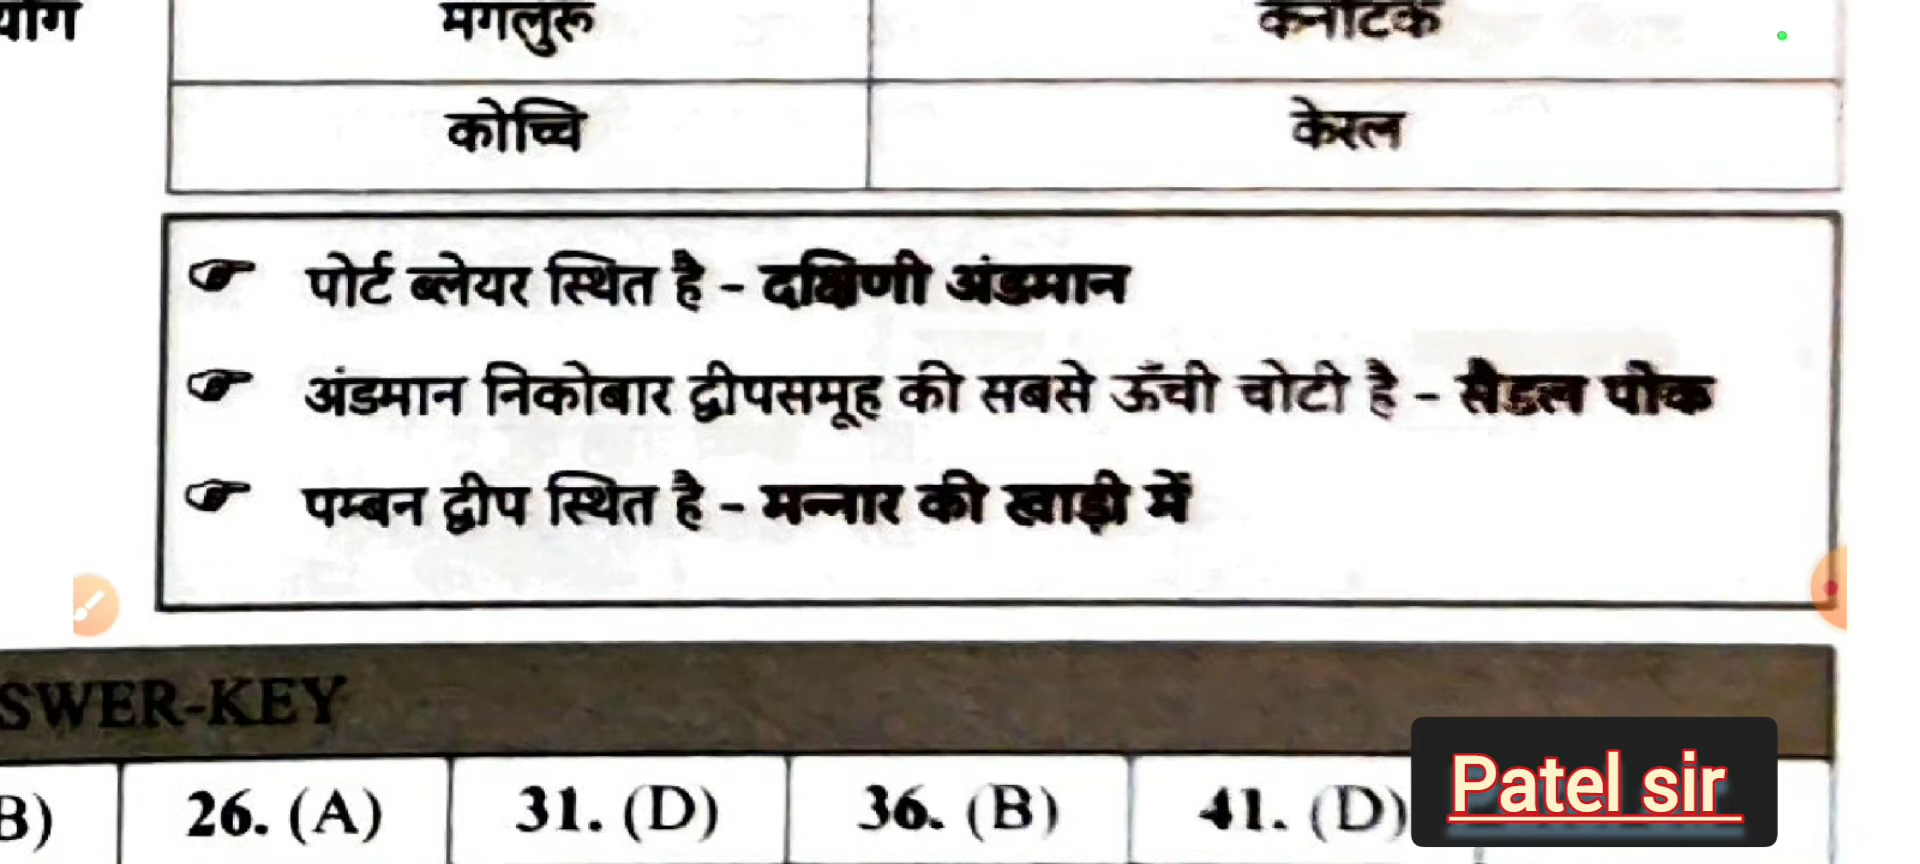 योग
मंगलुरू कर्नाटक
कोच्चि केरल
पोर्ट ब्लेयर स्थित है - दक्षिणी अंडमान
अंडमान निकोबार द्वीपसमूह की सबसे ऊँची चोटी है - सैडल पीक
पम्बन द्वीप स्थित है - मन्नार की खाड़ी में
SWER-KEY
B) 26. (A) 31. (D) 36. (B) 41. (D)
Patel sir